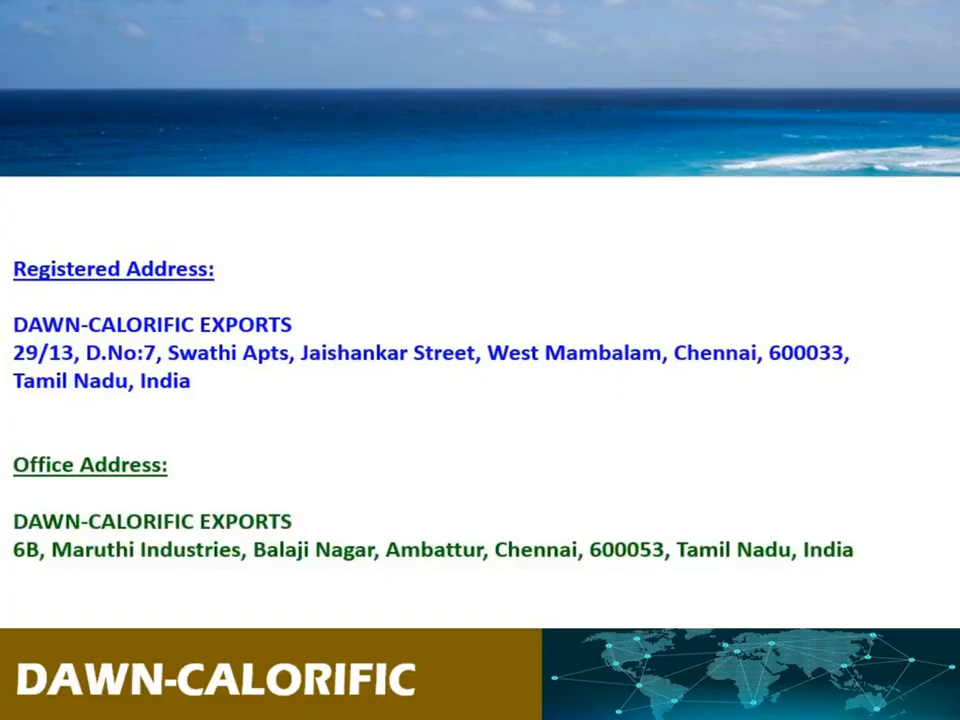 Registered Address:
DAWN-CALORIFIC EXPORTS
29/13, D.No:7, Swathi Apts, Jaishankar Street, West Mambalam, Chennai, 600033,
Tamil Nadu, India
Office Address:
DAWN-CALORIFIC EXPORTS
6B, Maruthi Industries, Balaji Nagar, Ambattur, Chennai, 600053, Tamil Nadu, India
DAWN-CALORIFIC